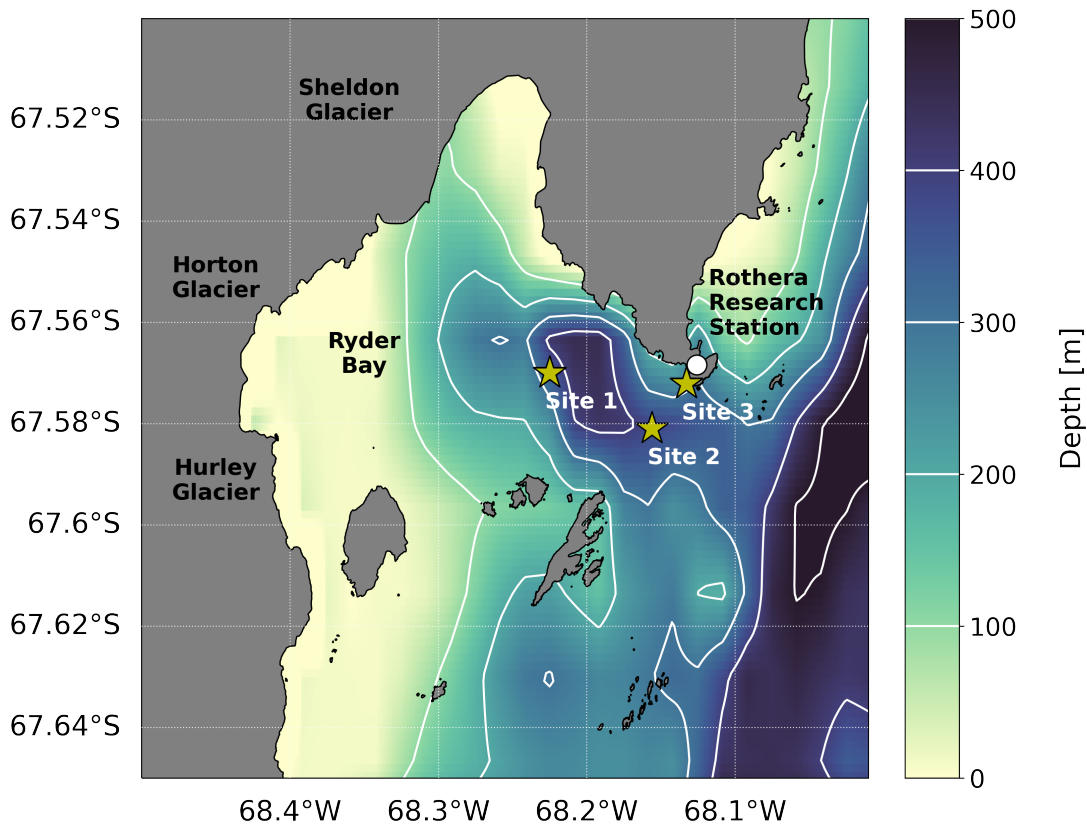 Sheldon
Glacier
Horton
Glacier
Ryder
Bay
Hurley
Glacier
Rothera
Research
Station
Site 1
Site 2
Site 3
67.52°S
67.54°S
67.56°S
67.58°S
67.6°S
67.62°S
67.64°S
68.4°W
68.3°W
68.2°W
68.1°W
500
400
300
200
100
0
Depth [m]